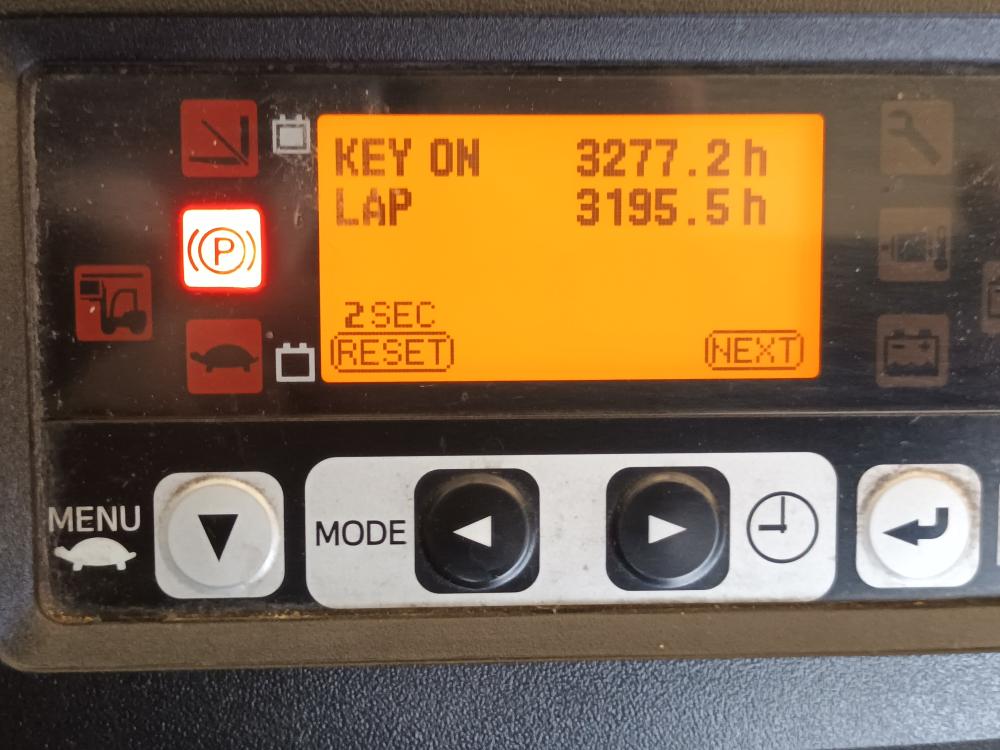 KEY ON 3277.2 h
LAP 3195.5 h
2 SEC
RESET NEXT
P
MENU
MODE